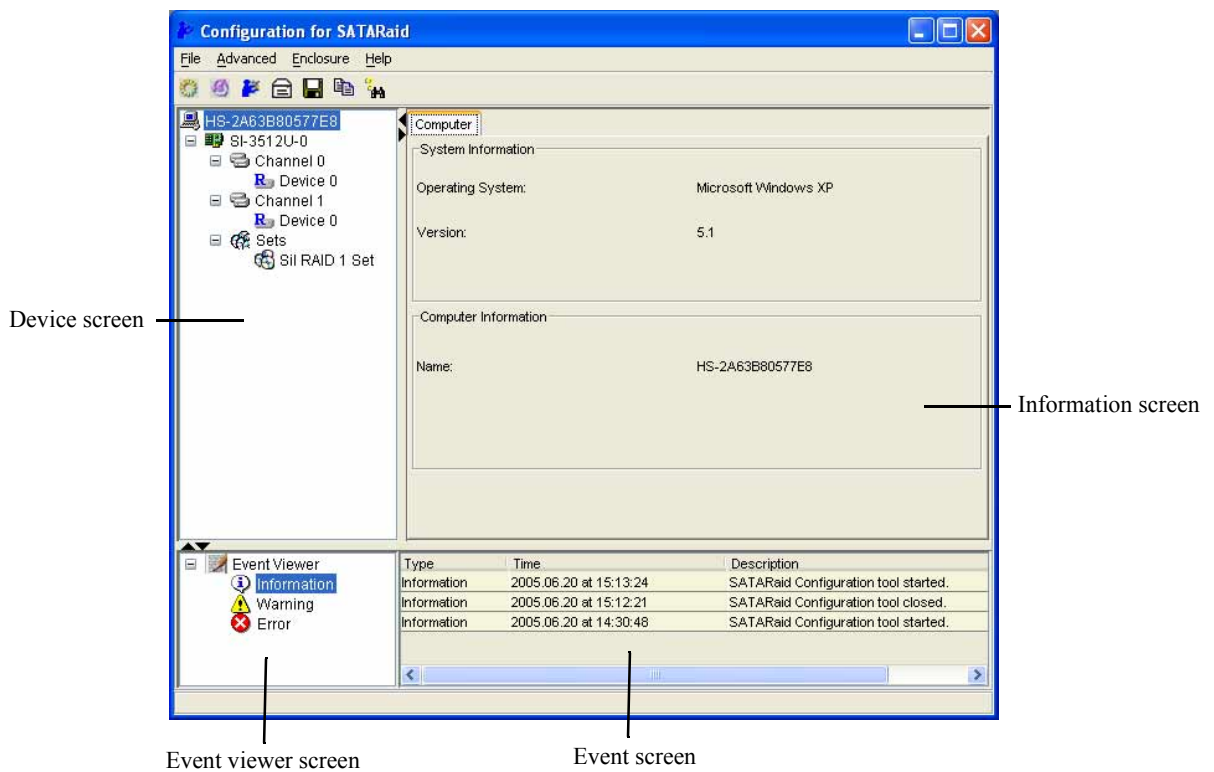 Configuration for SATARaid
File Advanced Enclosure Help
HS-2A63B80577E8
SI-3512U-0
Channel 0
R Device 0
Channel 1
R Device 0
Sets
Sil RAID 1 Set
Computer
System Information
Operating System: Microsoft Windows XP
Version: 5.1
Computer Information
Name: HS-2A63B80577E8
Device screen
Information screen
Event Viewer
Information
Warning
Error
Type Time Description
Information 2005.06.20 at 15:13:24 SATARaid Configuration tool started.
Information 2005.06.20 at 15:12:21 SATARaid Configuration tool closed.
Information 2005.06.20 at 14:30:48 SATARaid Configuration tool started.
Event viewer screen
Event screen